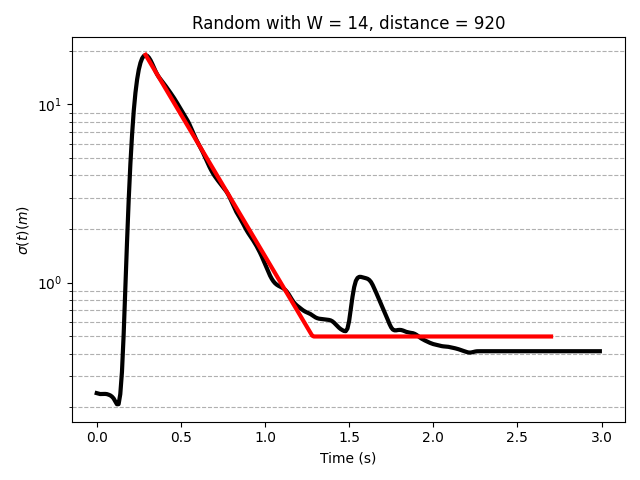 Random with W = 14, distance = 920
σ(t)(m)
10¹
10⁰
0.0 0.5 1.0 1.5 2.0 2.5 3.0
Time (s)